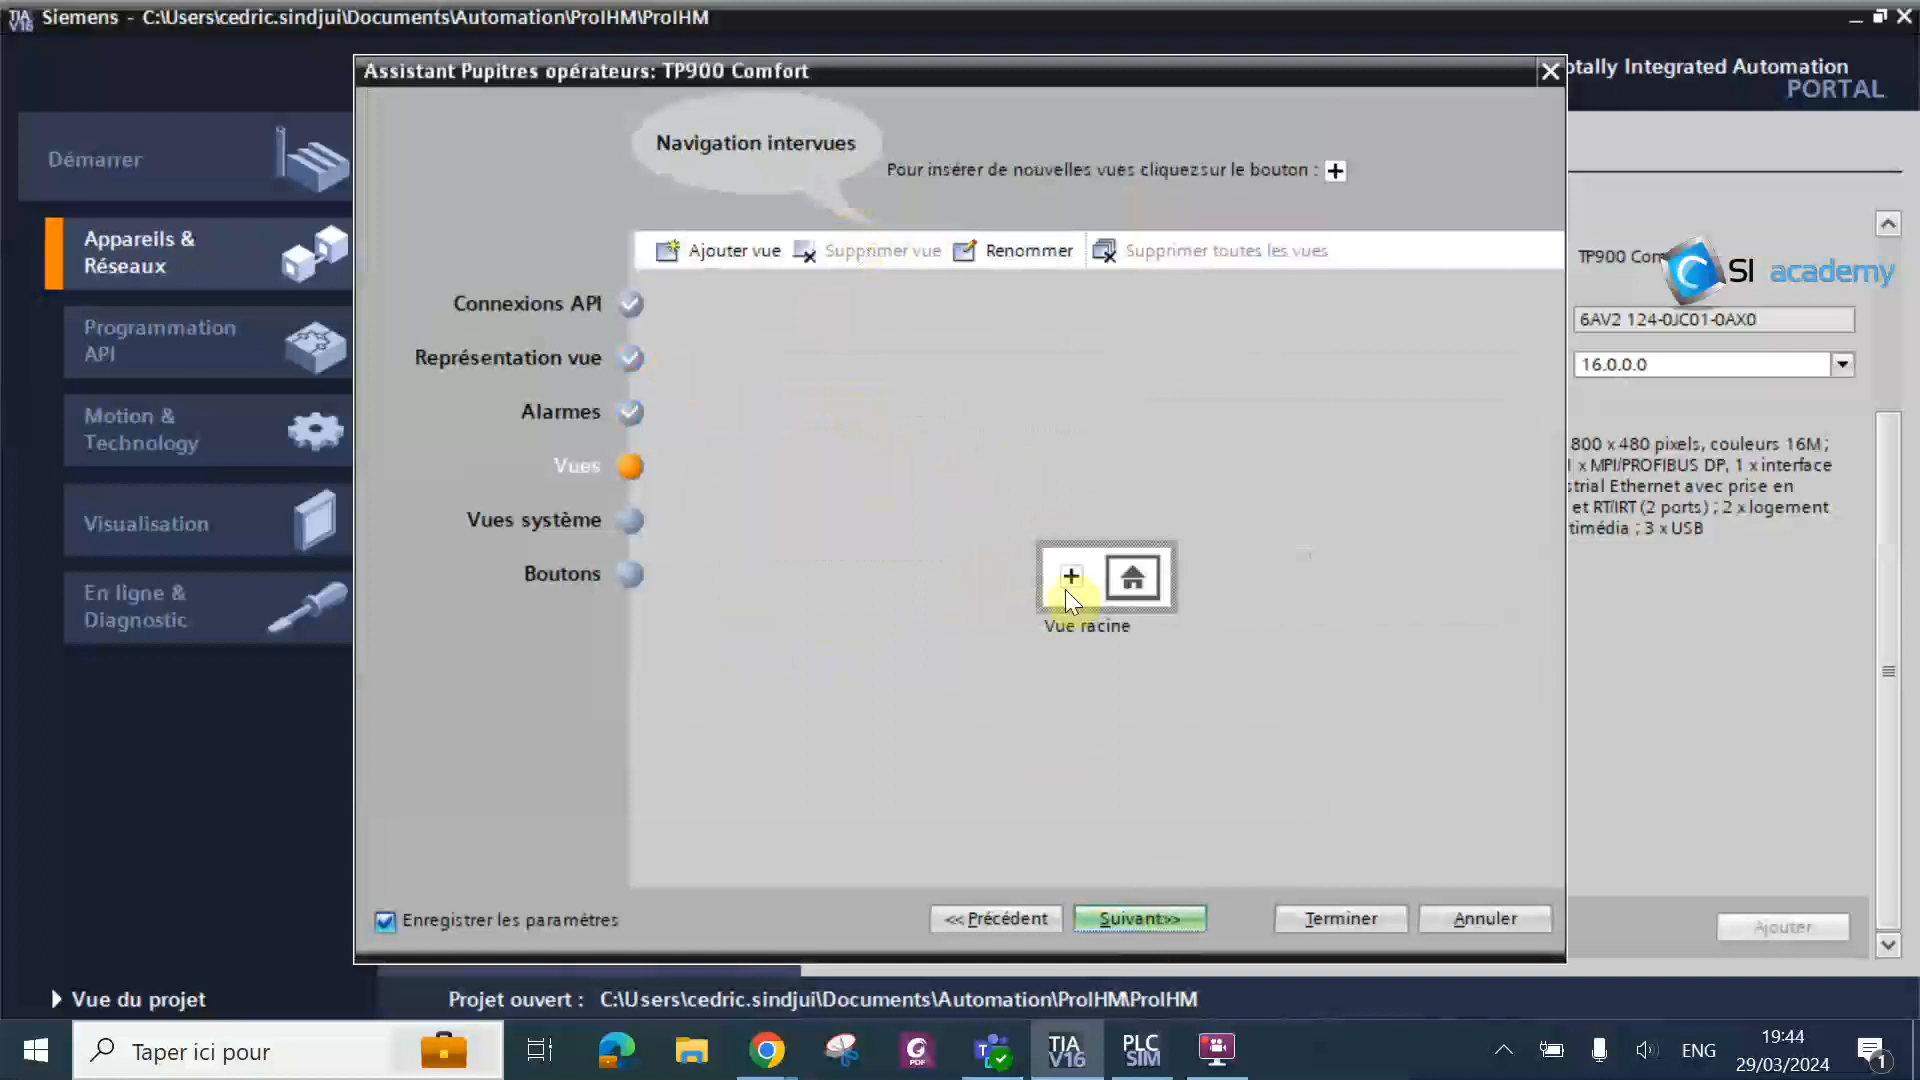 Siemens - C:\Users\cedric.sindjui\Documents\Automation\ProIHM\ProIHM
Totally Integrated Automation
PORTAL
Assistant Pupitres opérateurs: TP900 Comfort
Démarrer
Appareils &
Réseaux
Programmation
API
Motion &
Technology
Visualisation
En ligne &
Diagnostic
Navigation intervues
Pour insérer de nouvelles vues cliquez sur le bouton :
Ajouter vue
Supprimer vue
Renommer
Supprimer toutes les vues
Connexions API
Représentation vue
Alarmes
Vues
Vues système
Boutons
Vue racine
TP900 Com
SI academy
6AV2 124-0JC01-0AX0
16.0.0.0
800 x 480 pixels, couleurs 16M ;
1 x MPI/PROFIBUS DP, 1 x interface
strial Ethernet avec prise en
et RT/IRT (2 ports) ; 2 x logement
timédia ; 3 x USB
Enregistrer les paramètres
<< Précédent
Suivant>>
Terminer
Annuler
Ajouter
Vue du projet
Projet ouvert : C:\Users\cedric.sindjui\Documents\Automation\ProIHM\ProIHM
Taper ici pour
PDF
TIA
V16
PLC
SIM
ENG
19:44
29/03/2024
1